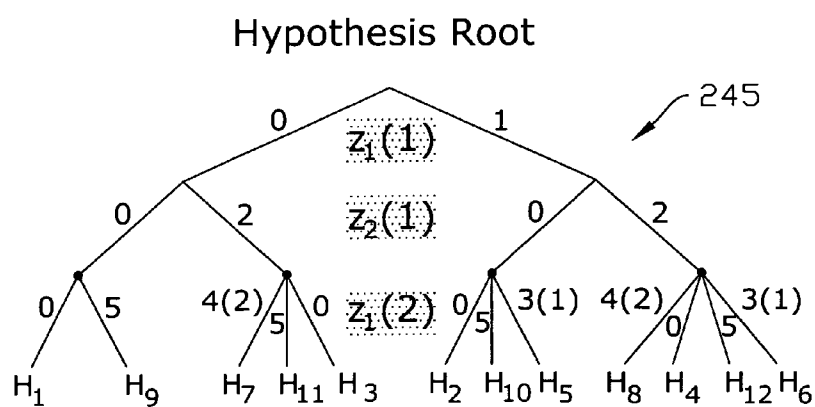 Hypothesis Root
245
0 z₁(1) 1
0 2 z₂(1) 0 2
0 5 4(2) 5 0 z₁(2) 0 5 3(1) 4(2) 0 5 3(1)
H₁ H₉ H₇ H₁₁ H₃ H₂ H₁₀ H₅ H₈ H₄ H₁₂ H₆